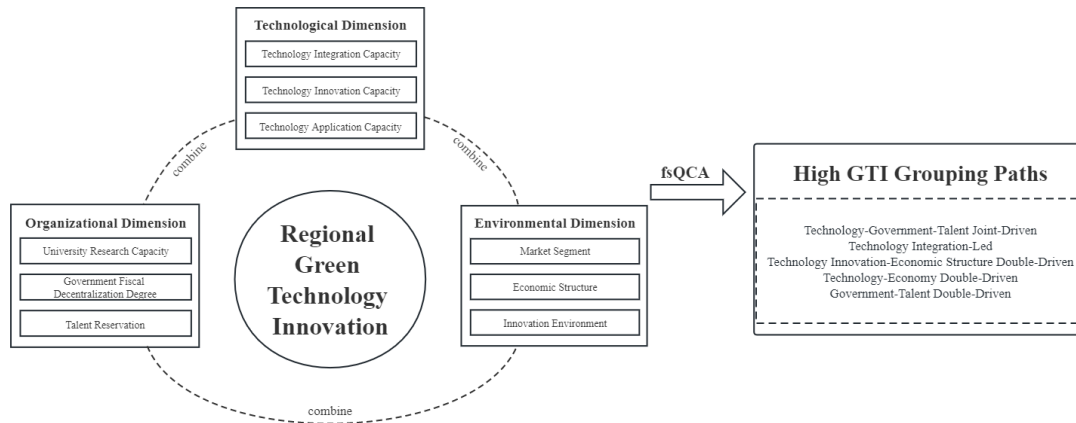 Technological Dimension
Technology Integration Capacity
Technology Innovation Capacity
Technology Application Capacity
combine
combine
Organizational Dimension
University Research Capacity
Government Fiscal
Decentralization Degree
Talent Reservation
Regional
Green
Technology
Innovation
Environmental Dimension
Market Segment
Economic Structure
Innovation Environment
combine
fsQCA
High GTI Grouping Paths
Technology-Government-Talent Joint-Driven
Technology Integration-Led
Technology Innovation-Economic Structure Double-Driven
Technology-Economy Double-Driven
Government-Talent Double-Driven